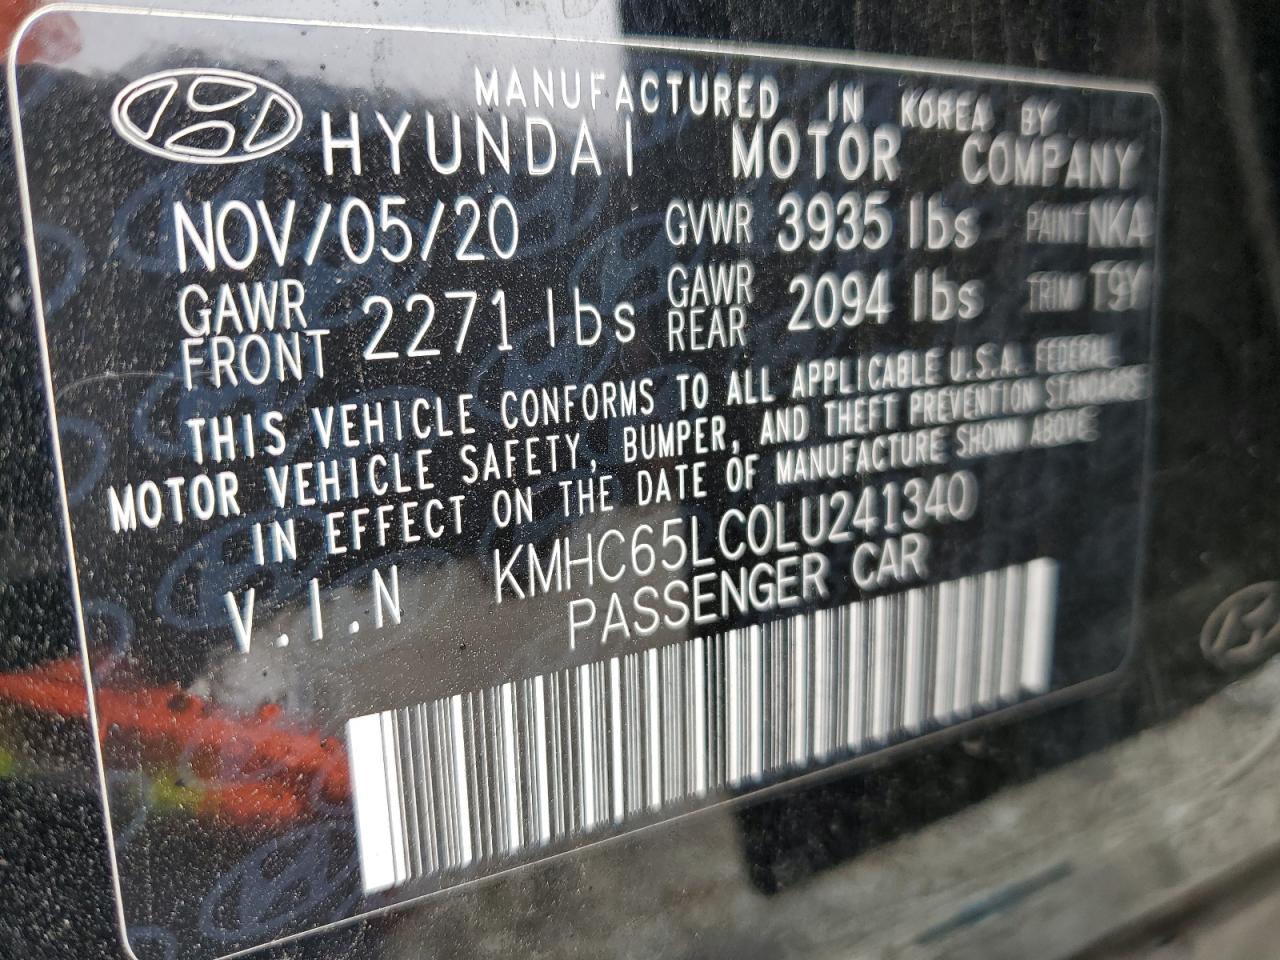 MANUFACTURED IN KOREA BY
HYUNDAI MOTOR COMPANY
NOV/05/20 GVWR 3935 lbs PAINT NKA
GAWR FRONT 2271 lbs GAWR REAR 2094 lbs TRIM T9Y
THIS VEHICLE CONFORMS TO ALL APPLICABLE U.S.A. FEDERAL
MOTOR VEHICLE SAFETY, BUMPER, AND THEFT PREVENTION STANDARDS
IN EFFECT ON THE DATE OF MANUFACTURE SHOWN ABOVE
V.I.N KMHC65LC0LU241340
PASSENGER CAR